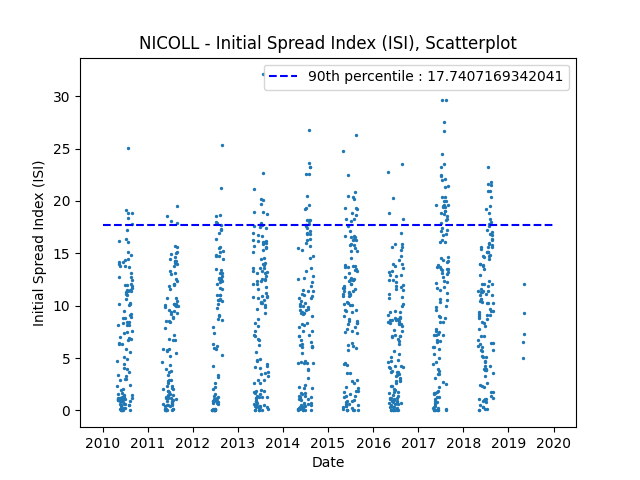 NICOLL - Initial Spread Index (ISI), Scatterplot
90th percentile : 17.7407169342041
Initial Spread Index (ISI)
30
25
20
15
10
5
0
2010 2011 2012 2013 2014 2015 2016 2017 2018 2019 2020
Date